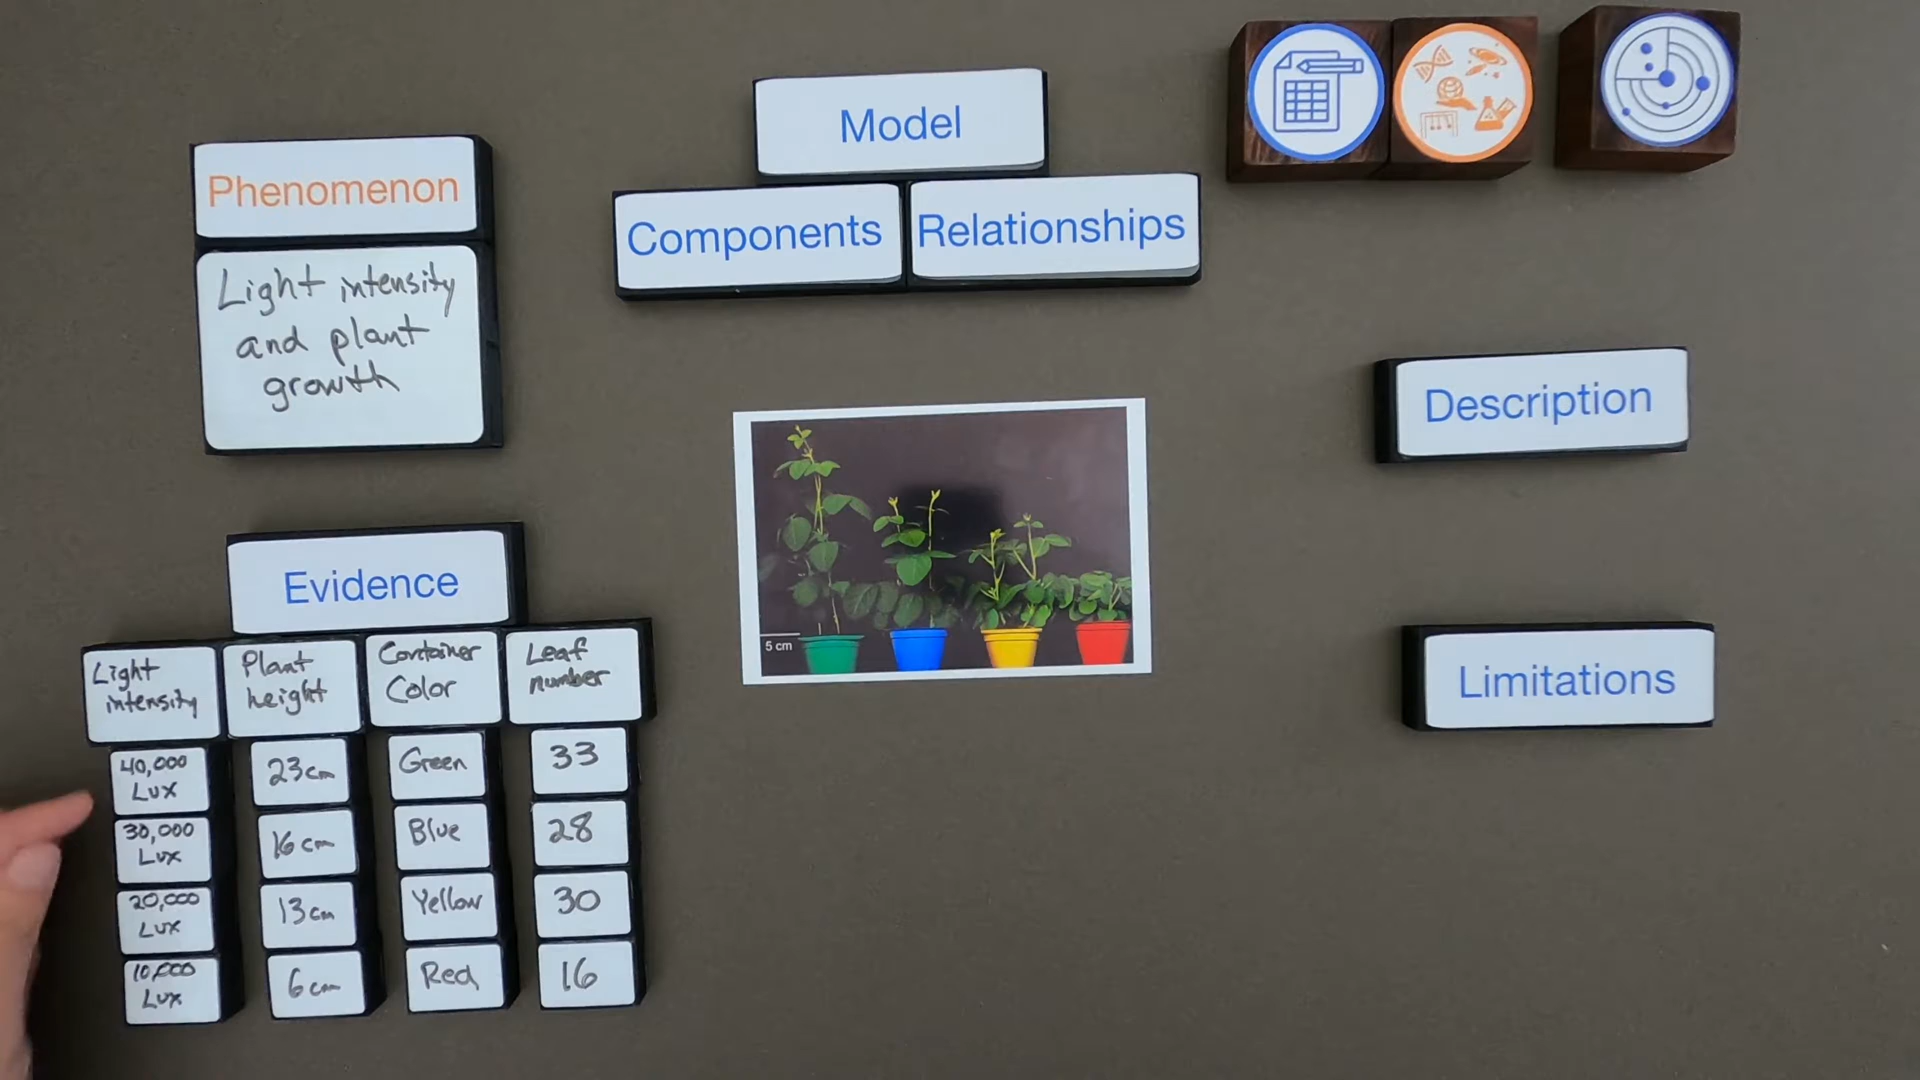 Model
Components
Relationships
Phenomenon
Light intensity
and plant
growth
Description
Evidence
Limitations
5 cm
Light
intensity
Plant
height
Container
Color
Leaf
number
40,000
Lux
23cm
Green
33
30,000
Lux
16cm
Blue
28
20,000
Lux
13cm
Yellow
30
10,000
Lux
6cm
Red
16